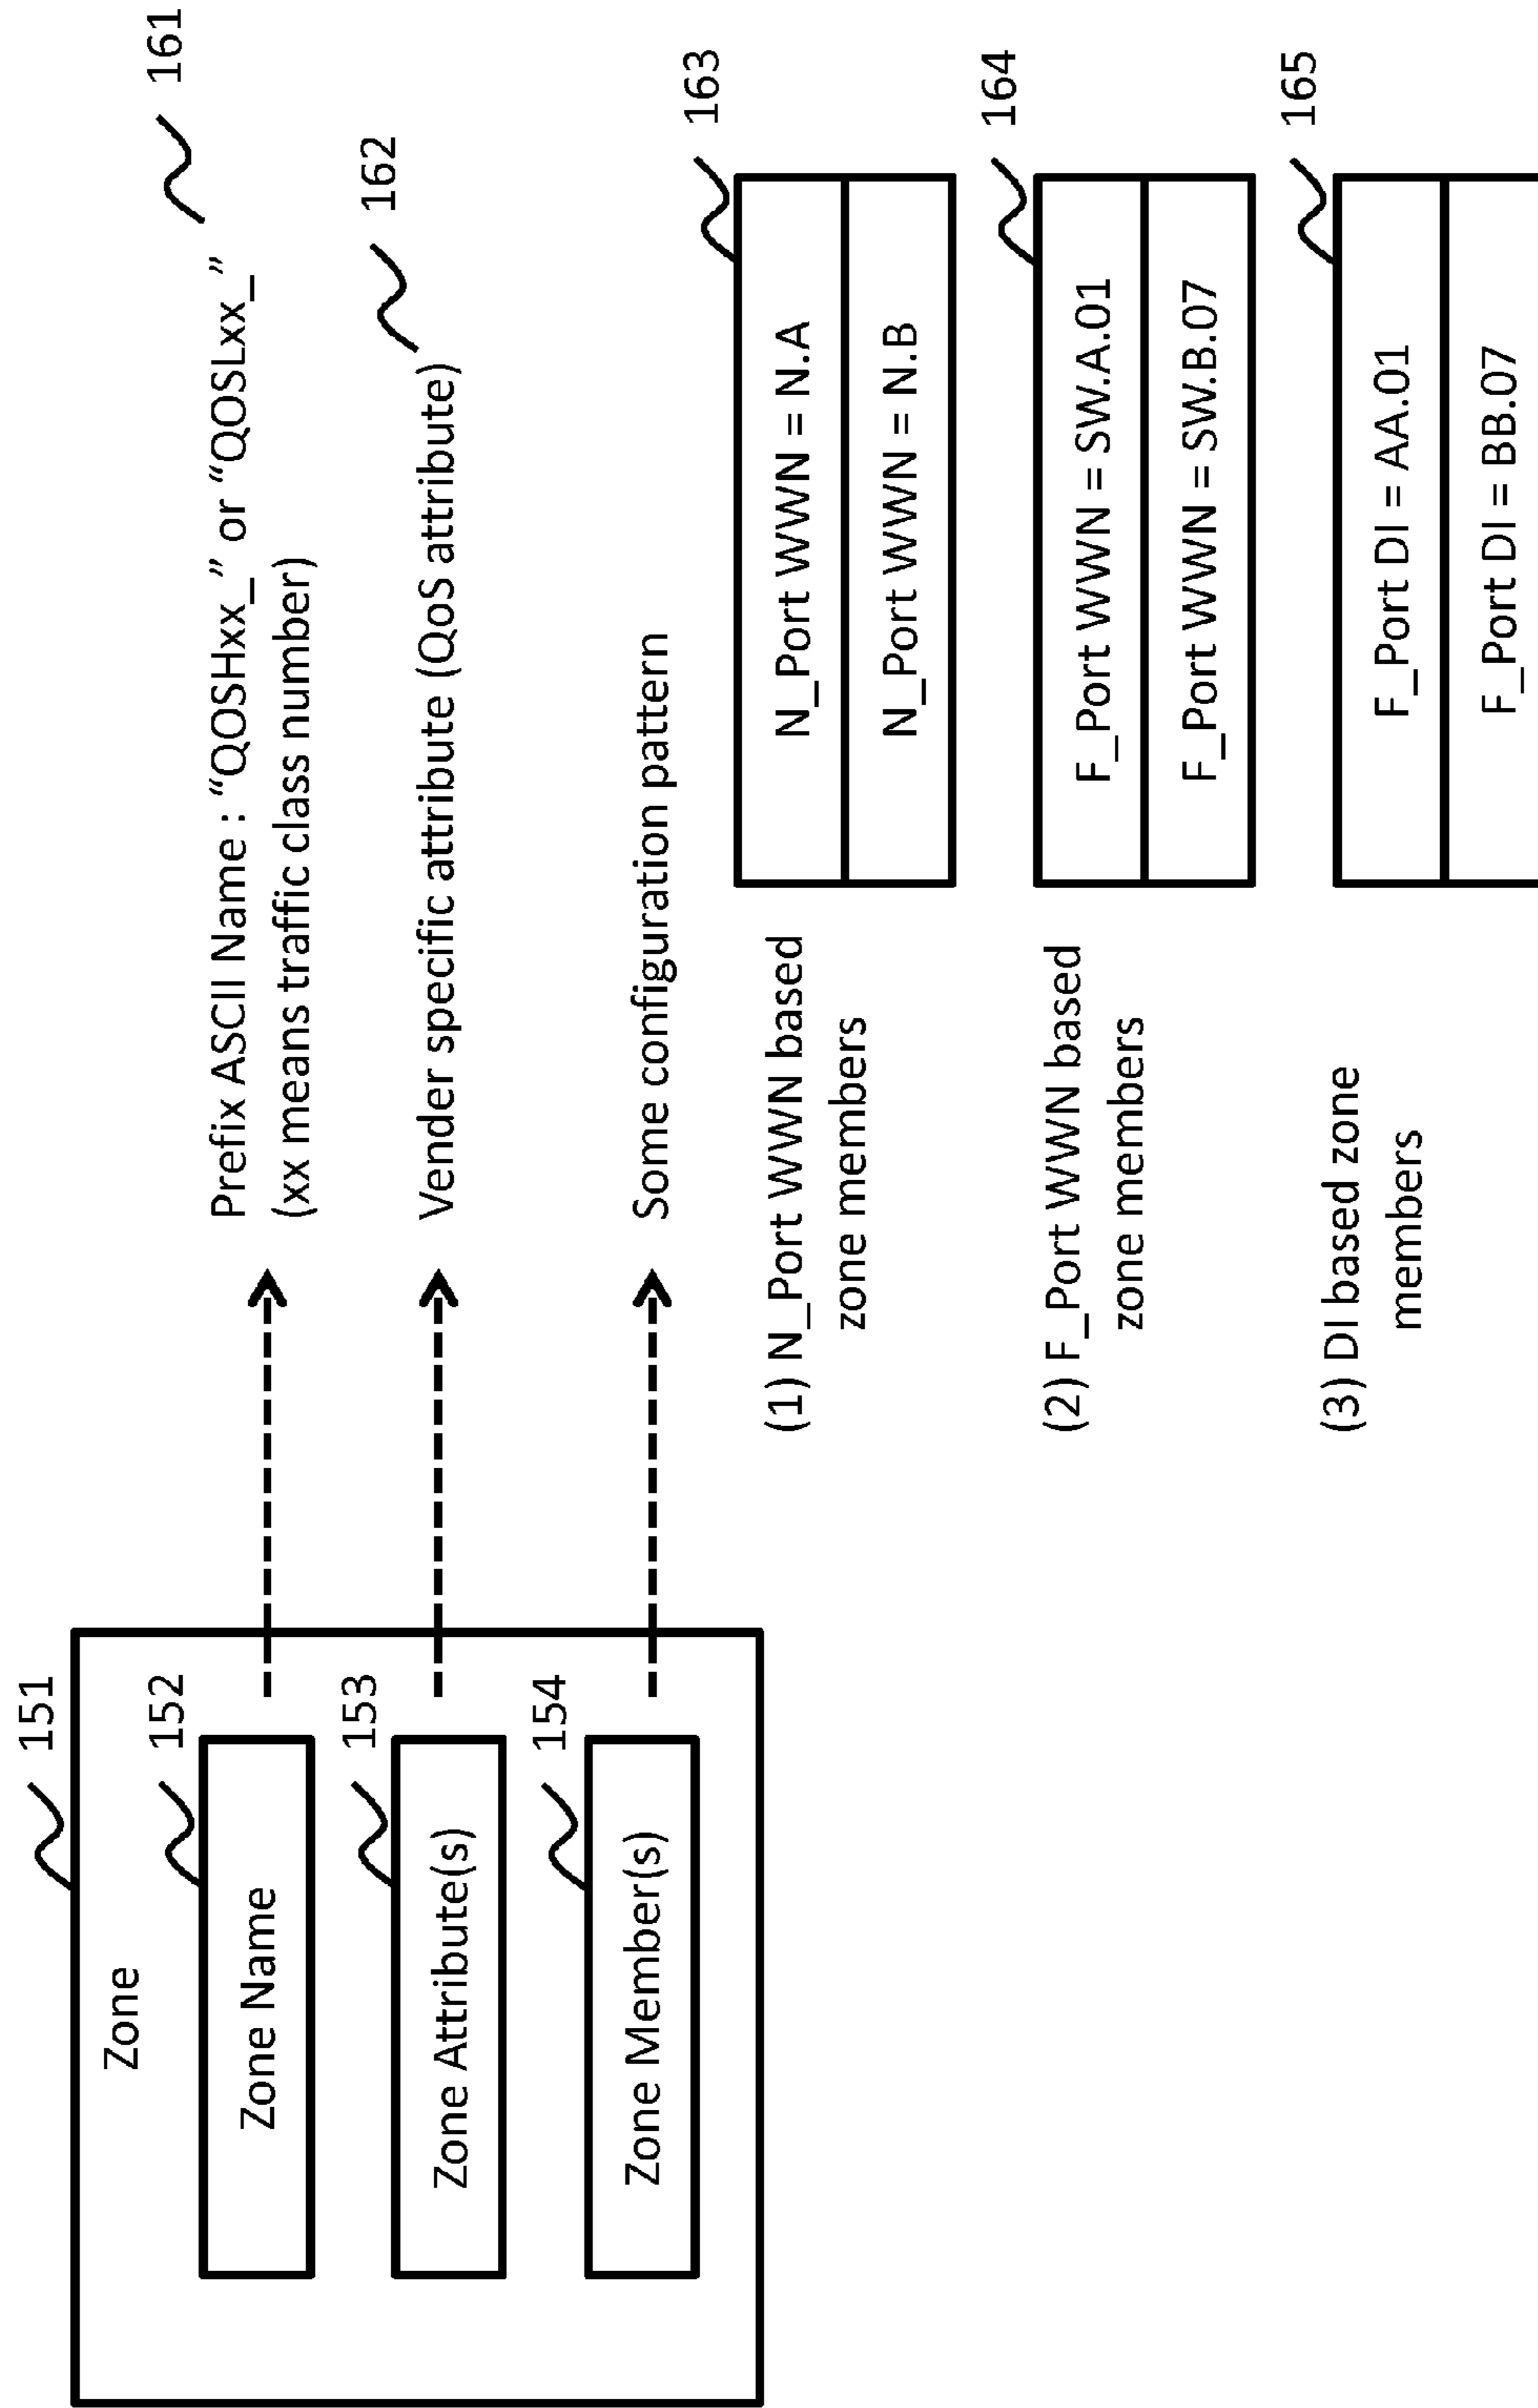 151
Zone
152
Zone Name
153
Zone Attribute(s)
154
Zone Member(s)
161
Prefix ASCII Name : “QOSHxx_” or “QOSLxx_”
(xx means traffic class number)
162
Vender specific attribute (QoS attribute)
Some configuration pattern
(1) N_Port WWN based
zone members
163
N_Port WWN = N.A
N_Port WWN = N.B
(2) F_Port WWN based
zone members
164
F_Port WWN = SW.A.01
F_Port WWN = SW.B.07
(3) DI based zone
members
165
F_Port DI = AA.01
F_Port DI = BB.07